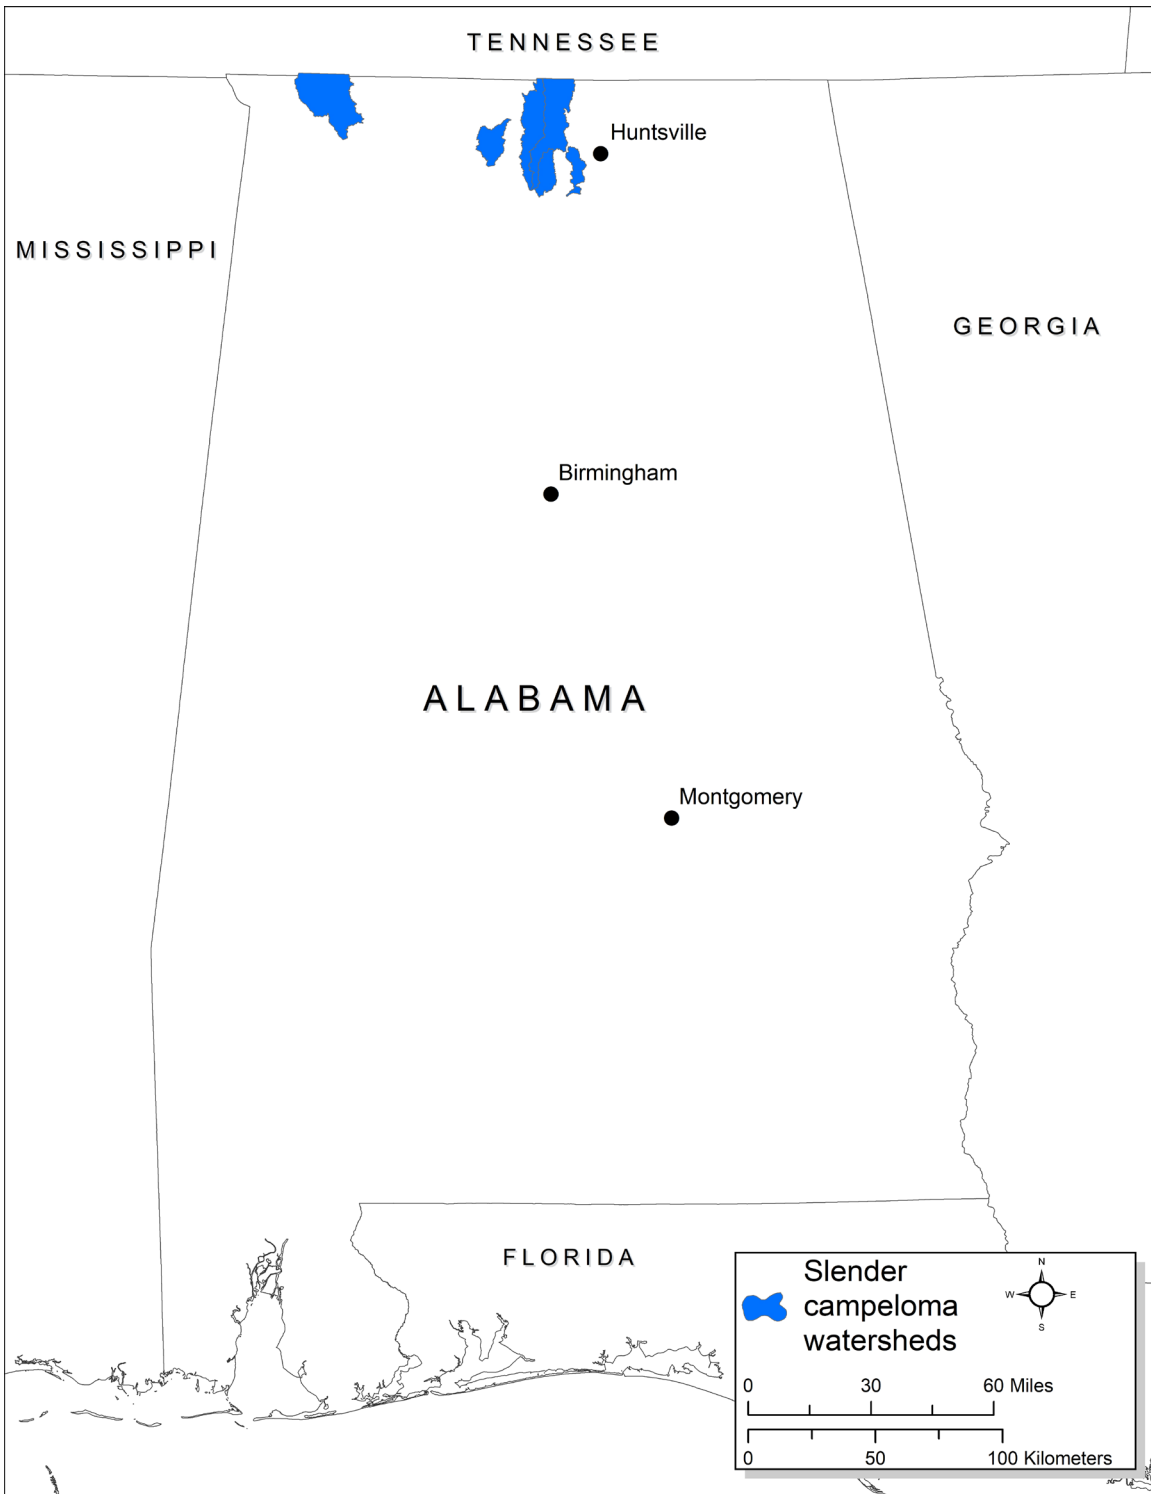 TENNESSEE
Huntsville
MISSISSIPPI
GEORGIA
Birmingham
ALABAMA
Montgomery
FLORIDA
Slender
campeloma
watersheds
N
W E
S
0 30 60 Miles
0 50 100 Kilometers